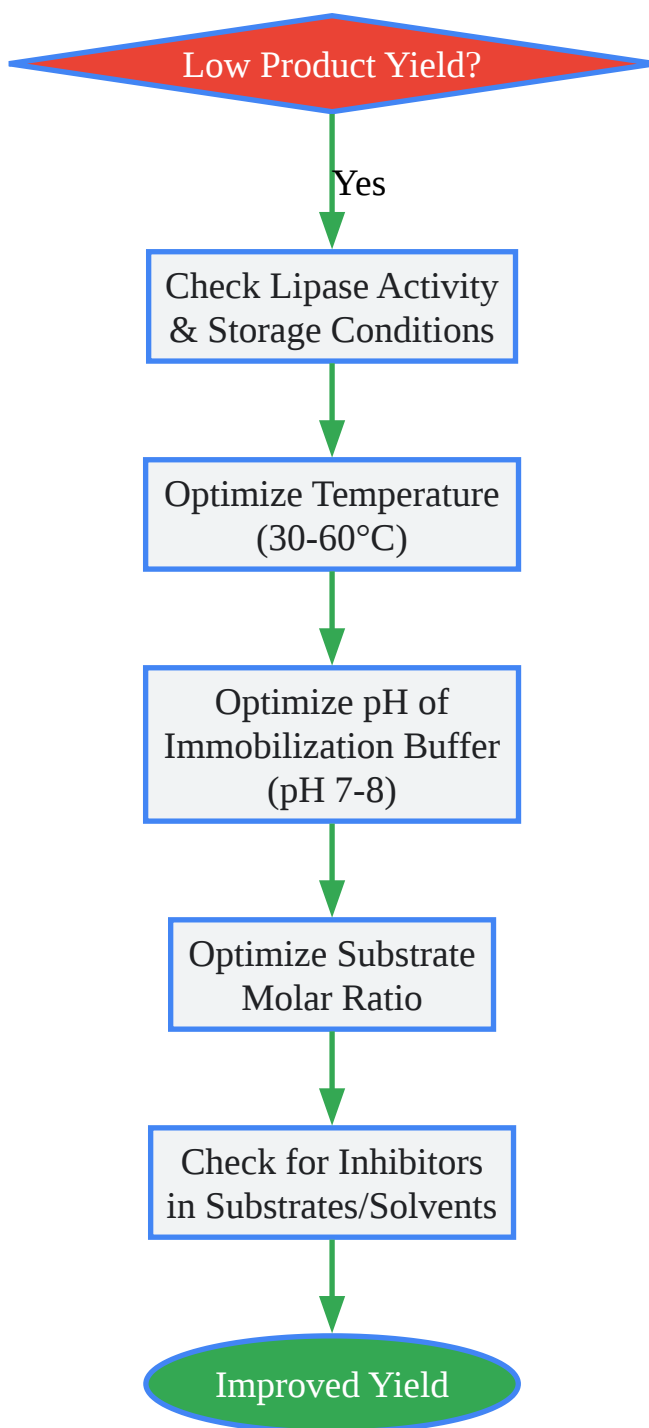 Low Product Yield?
Yes
Check Lipase Activity
& Storage Conditions
Optimize Temperature
(30-60°C)
Optimize pH of
Immobilization Buffer
(pH 7-8)
Optimize Substrate
Molar Ratio
Check for Inhibitors
in Substrates/Solvents
Improved Yield